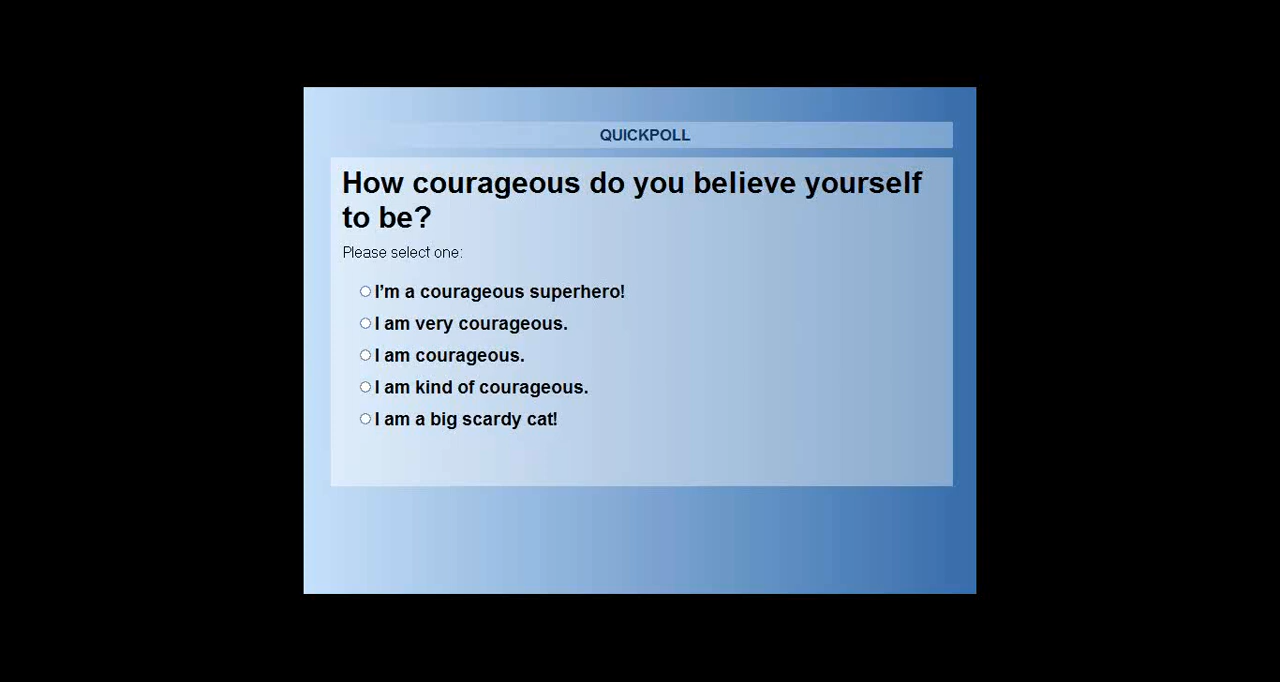 QUICKPOLL
How courageous do you believe yourself
to be?
Please select one:
I'm a courageous superhero!
I am very courageous.
I am courageous.
I am kind of courageous.
I am a big scardy cat!